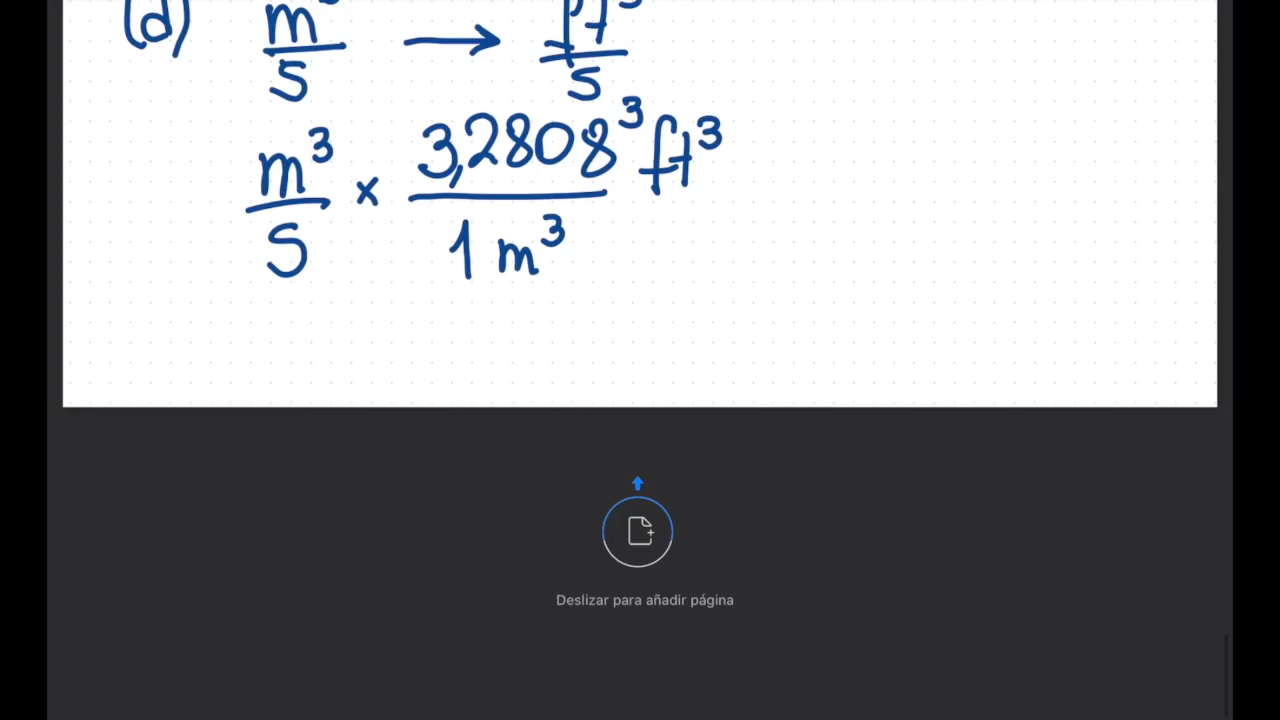 (d) m³/s → ft³/s
m³/s × 3,2808³ ft³ / 1 m³
Deslizar para añadir página